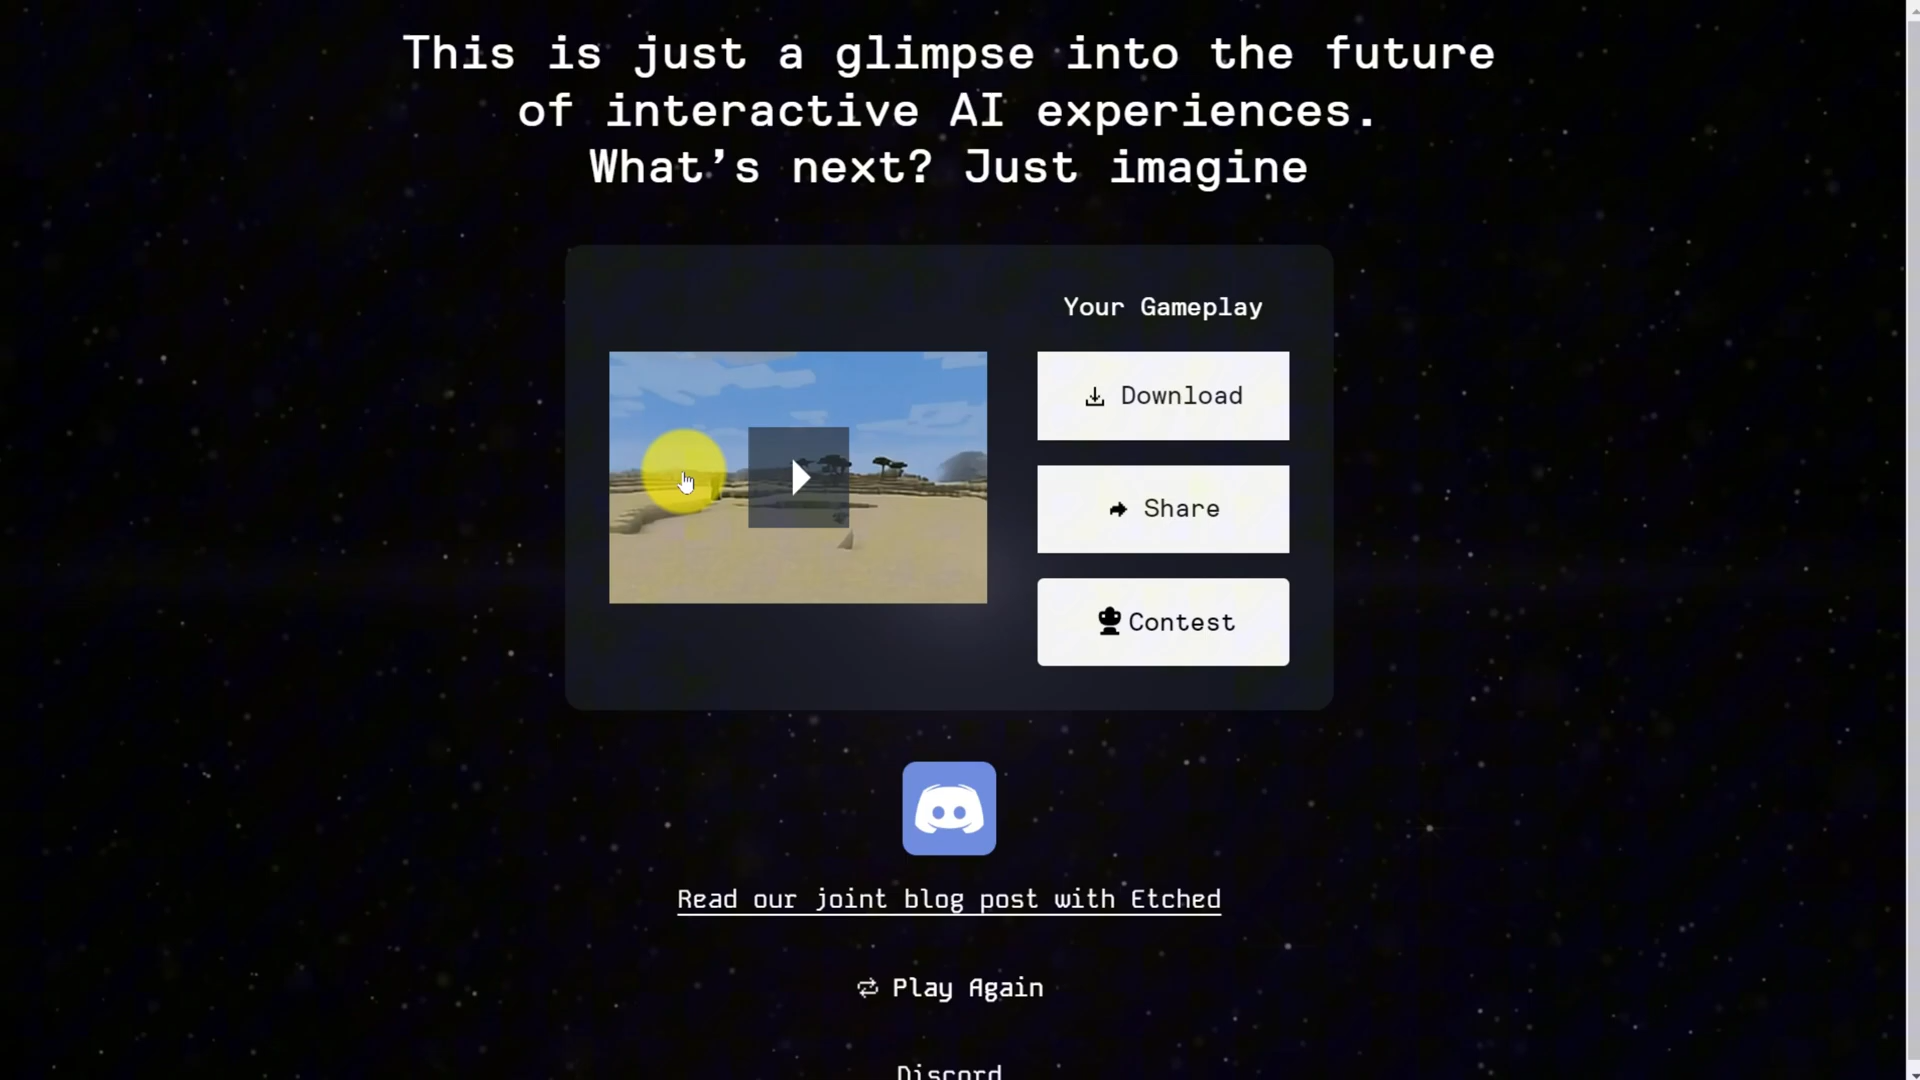 This is just a glimpse into the future
of interactive AI experiences.
What’s next? Just imagine
Your Gameplay
Download
Share
Contest
Read our joint blog post with Etched
Play Again
Discord